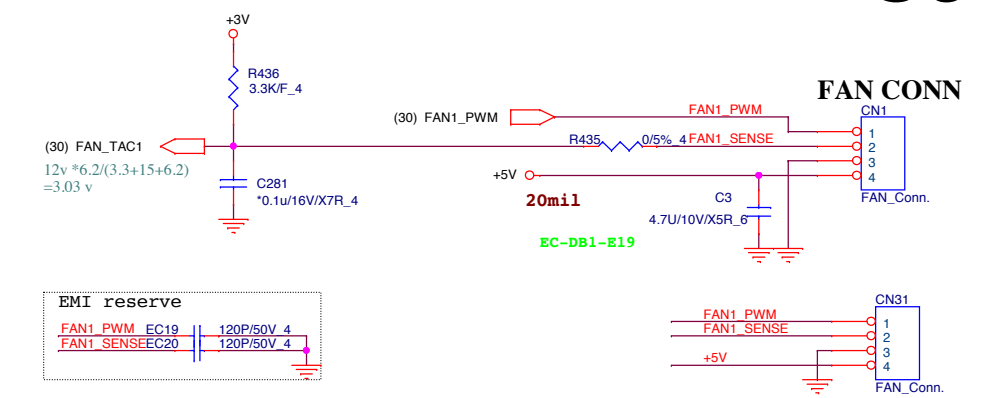 +3V
R436
3.3K/F_4
FAN CONN
CN1
(30) FAN1_PWM
FAN1_PWM
1
(30) FAN_TAC1
R435
0/5%_4
FAN1_SENSE
2
3
12v *6.2/(3.3+15+6.2)
=3.03 v
+5V
4
C281
*0.1u/16V/X7R_4
20mil
C3
4.7U/10V/X5R_6
FAN_Conn.
EC-DB1-E19
EMI reserve
FAN1_PWM EC19 120P/50V_4
FAN1_SENSE EC20 120P/50V_4
CN31
FAN1_PWM
1
FAN1_SENSE
2
3
+5V
4
FAN_Conn.